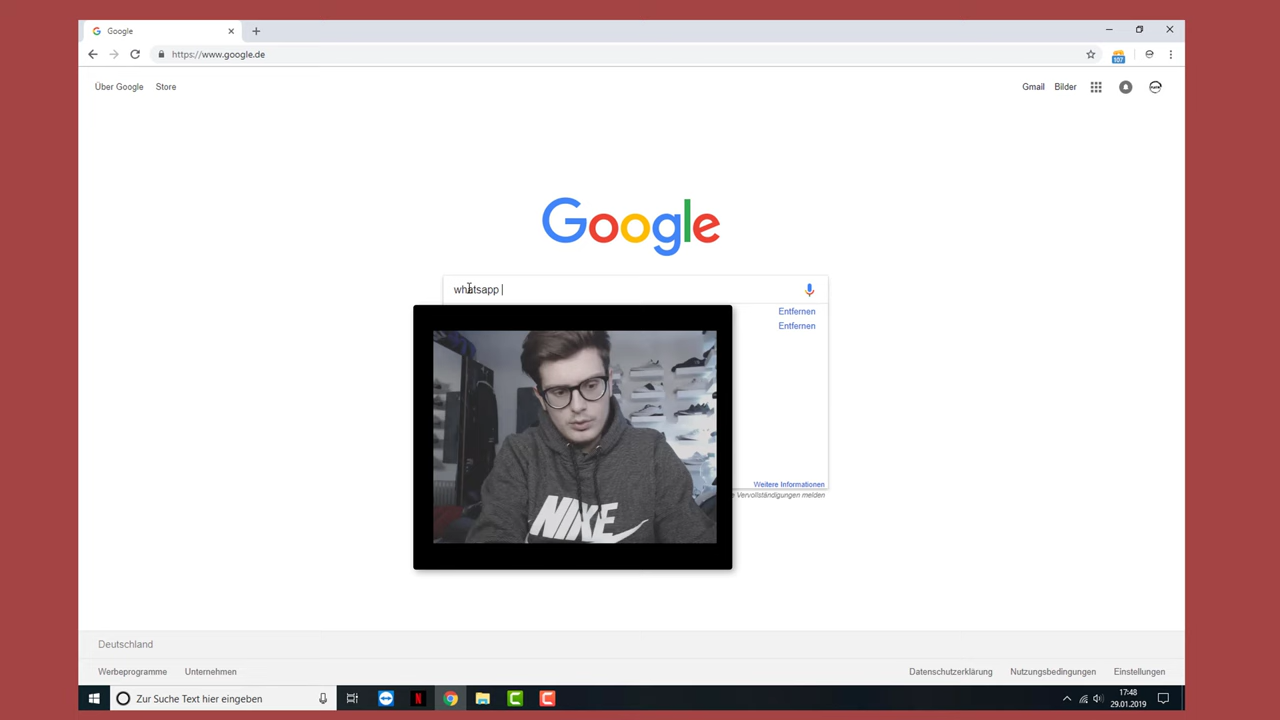 Google
https://www.google.de
107
Über Google Store
Gmail Bilder
Google
whatsapp
Entfernen
Entfernen
NIKE
Weitere Informationen
Vervollständigungen melden
Deutschland
Werbeprogramme Unternehmen
Datenschutzerklärung Nutzungsbedingungen Einstellungen
Zur Suche Text hier eingeben
N
17:48
29.01.2019